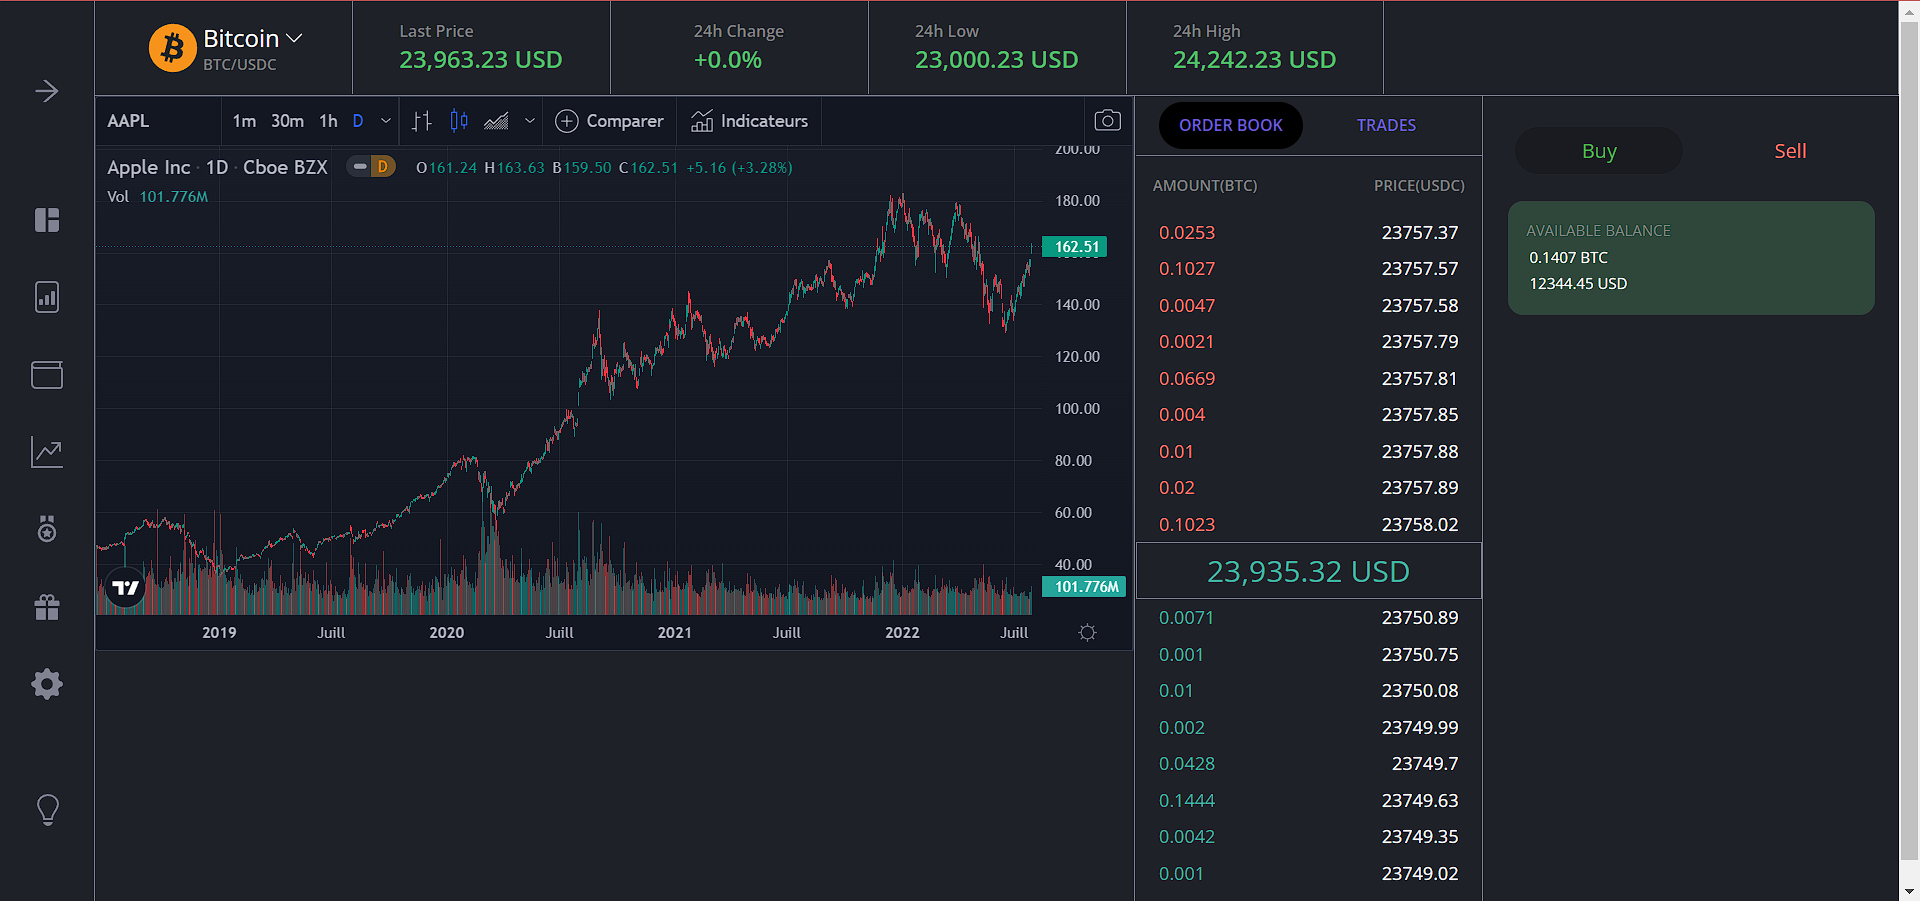 Bitcoin
BTC/USDC
Last Price
23,963.23 USD
24h Change
+0.0%
24h Low
23,000.23 USD
24h High
24,242.23 USD
AAPL
1m 30m 1h D
Comparer
Indicateurs
Apple Inc · 1D · Cboe BZX
D
O161.24 H163.63 B159.50 C162.51 +5.16 (+3.28%)
Vol 101.776M
200.00
180.00
162.51
140.00
120.00
100.00
80.00
60.00
40.00
101.776M
2019 Juill 2020 Juill 2021 Juill 2022 Juill
ORDER BOOK TRADES
AMOUNT(BTC) PRICE(USDC)
0.0253 23757.37
0.1027 23757.57
0.0047 23757.58
0.0021 23757.79
0.0669 23757.81
0.004 23757.85
0.01 23757.88
0.02 23757.89
0.1023 23758.02
23,935.32 USD
0.0071 23750.89
0.001 23750.75
0.01 23750.08
0.002 23749.99
0.0428 23749.7
0.1444 23749.63
0.0042 23749.35
0.001 23749.02
Buy Sell
AVAILABLE BALANCE
0.1407 BTC
12344.45 USD